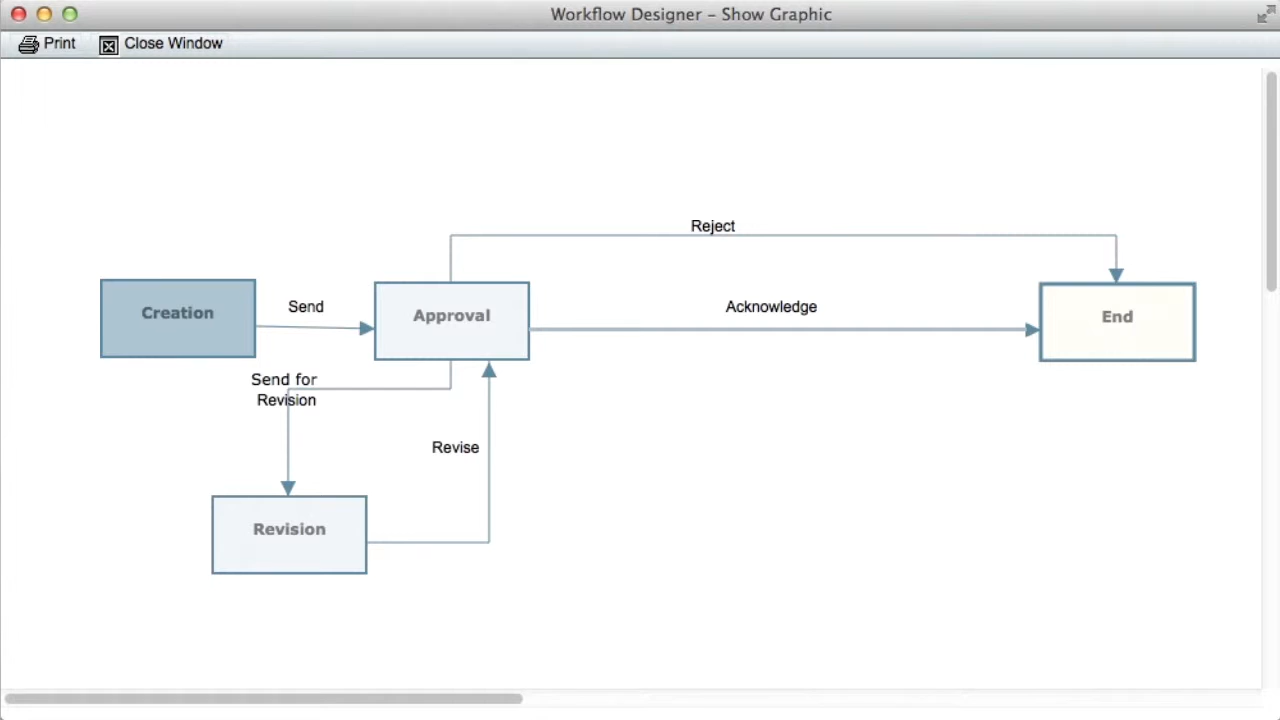 Workflow Designer – Show Graphic
Print
Close Window
Reject
Creation
Send
Approval
Acknowledge
End
Send for
Revision
Revise
Revision